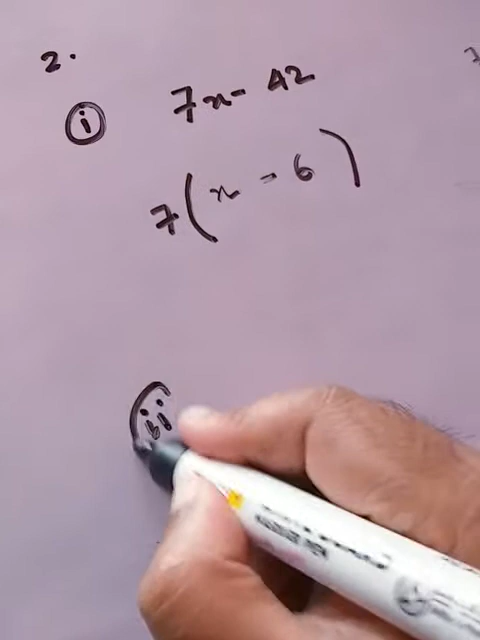 2.
(i) 7x - 42
7(x - 6)
(ii